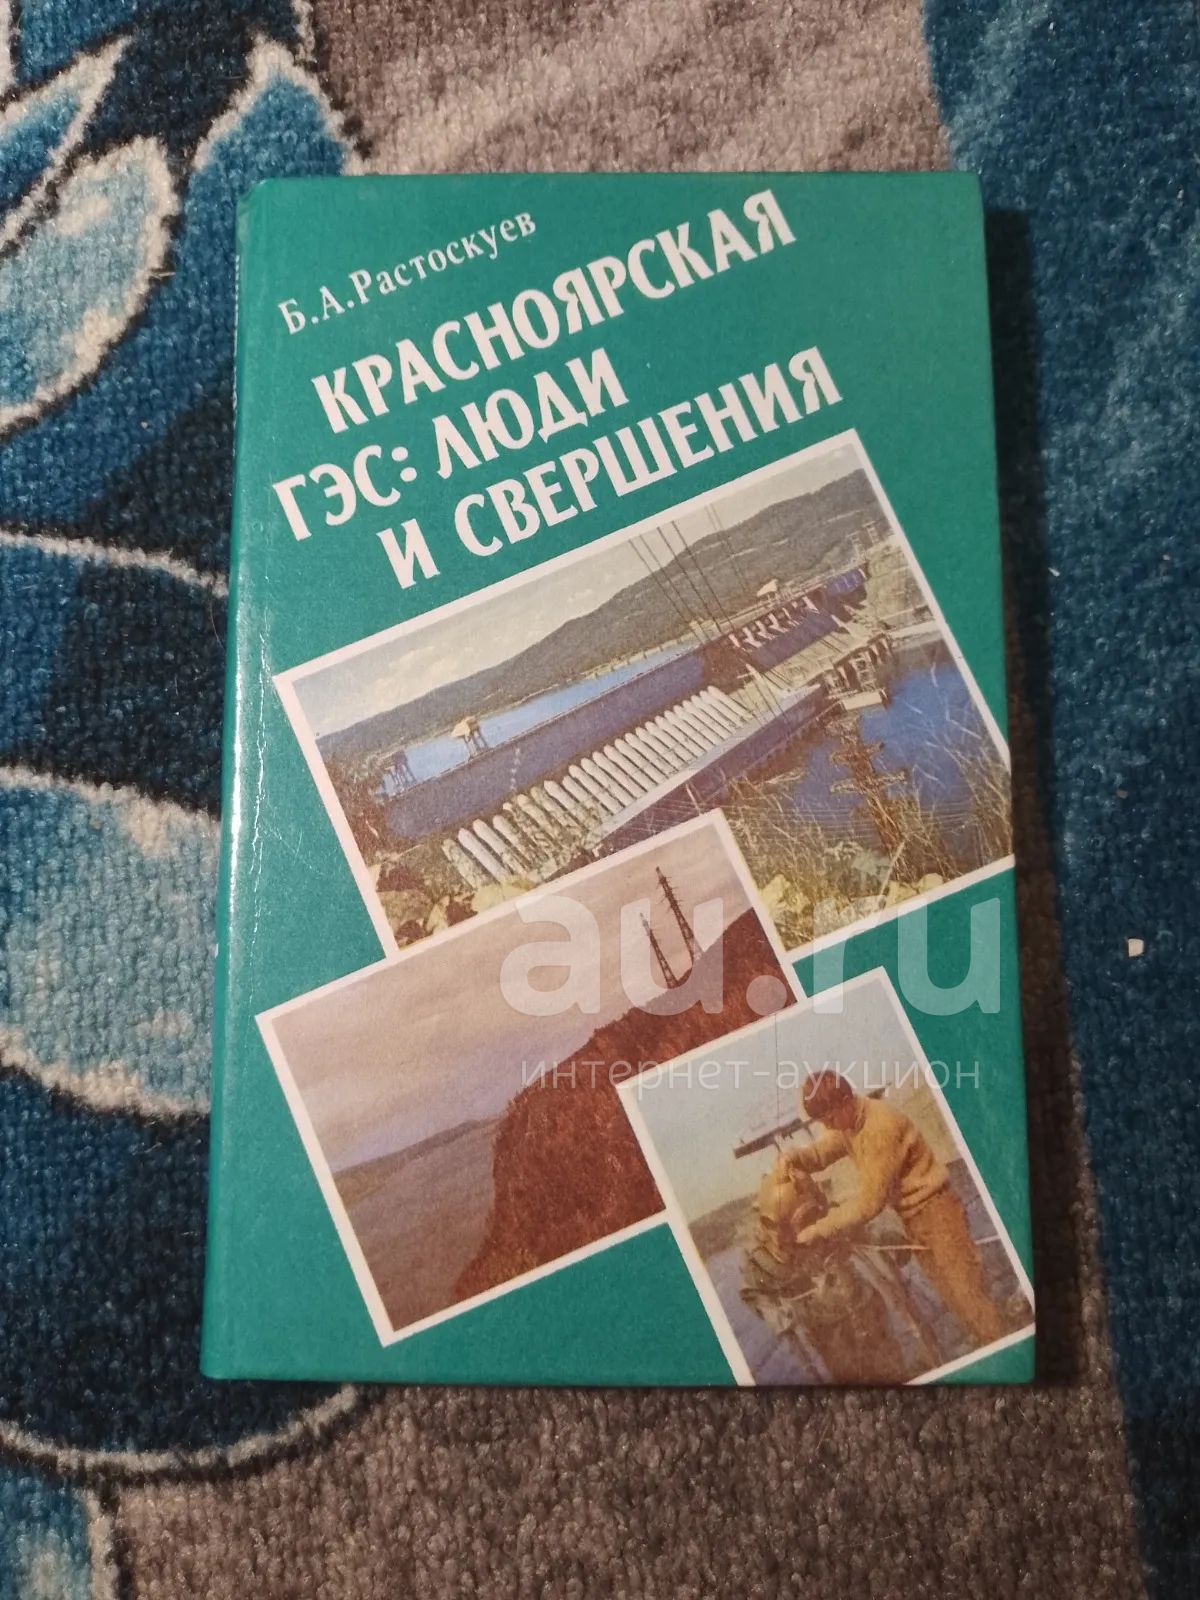 Б.А.Растоскуев
КРАСНОЯРСКАЯ
ГЭС: ЛЮДИ
И СВЕРШЕНИЯ
au.ru
интернет-аукцион